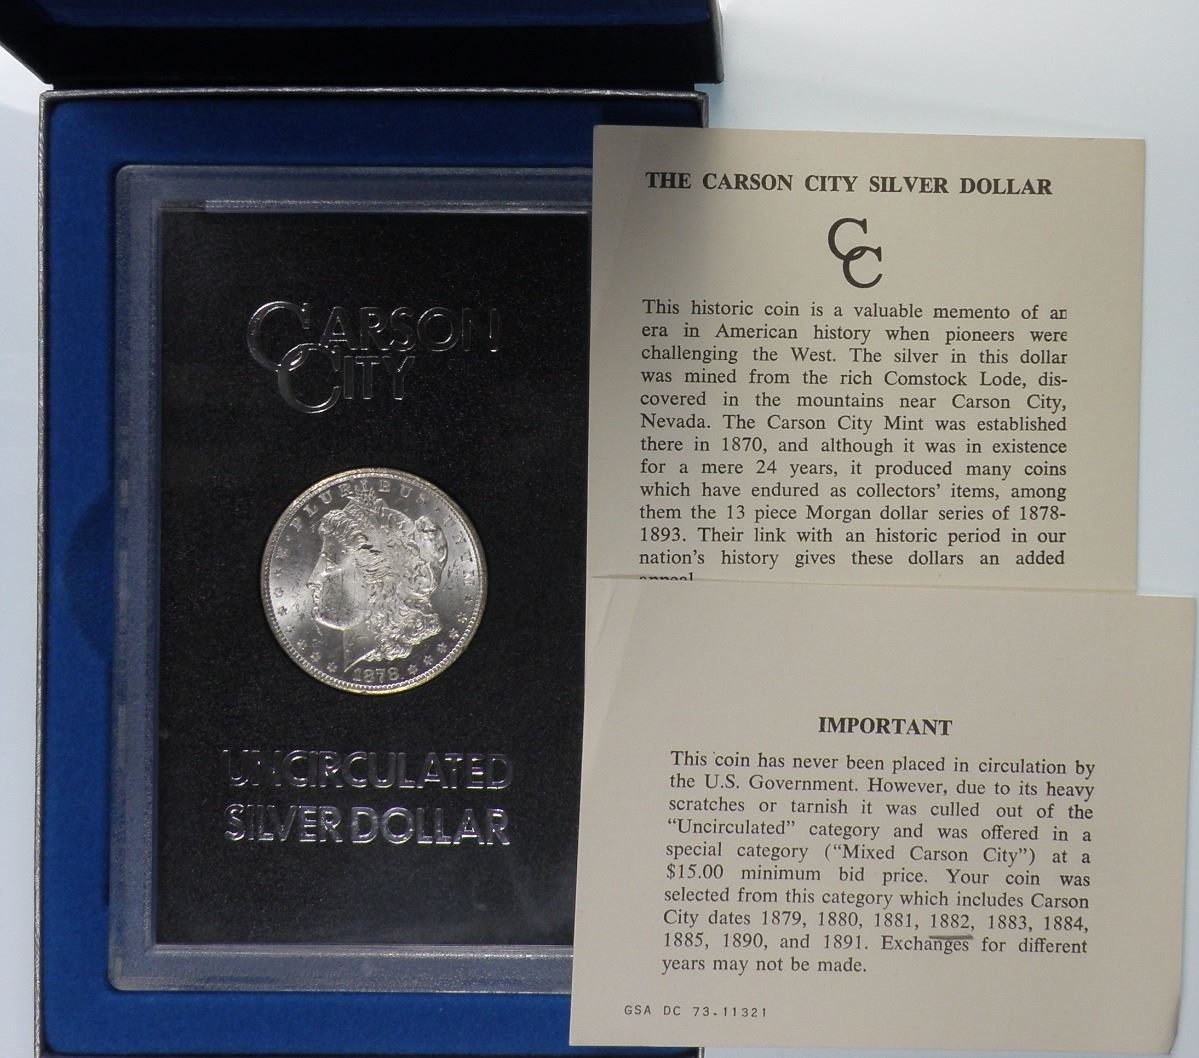 CARSON
CITY
E·PLURIBUS·UNUM
1878
UNCIRCULATED
SILVER DOLLAR
THE CARSON CITY SILVER DOLLAR
CC
This historic coin is a valuable memento of an
era in American history when pioneers were
challenging the West. The silver in this dollar
was mined from the rich Comstock Lode, dis-
covered in the mountains near Carson City,
Nevada. The Carson City Mint was established
there in 1870, and although it was in existence
for a mere 24 years, it produced many coins
which have endured as collectors' items, among
them the 13 piece Morgan dollar series of 1878-
1893. Their link with an historic period in our
nation's history gives these dollars an added
appeal
IMPORTANT
This coin has never been placed in circulation by
the U.S. Government. However, due to its heavy
scratches or tarnish it was culled out of the
“Uncirculated” category and was offered in a
special category (“Mixed Carson City”) at a
$15.00 minimum bid price. Your coin was
selected from this category which includes Carson
City dates 1879, 1880, 1881, 1882, 1883, 1884,
1885, 1890, and 1891. Exchanges for different
years may not be made.
GSA DC 73.11321